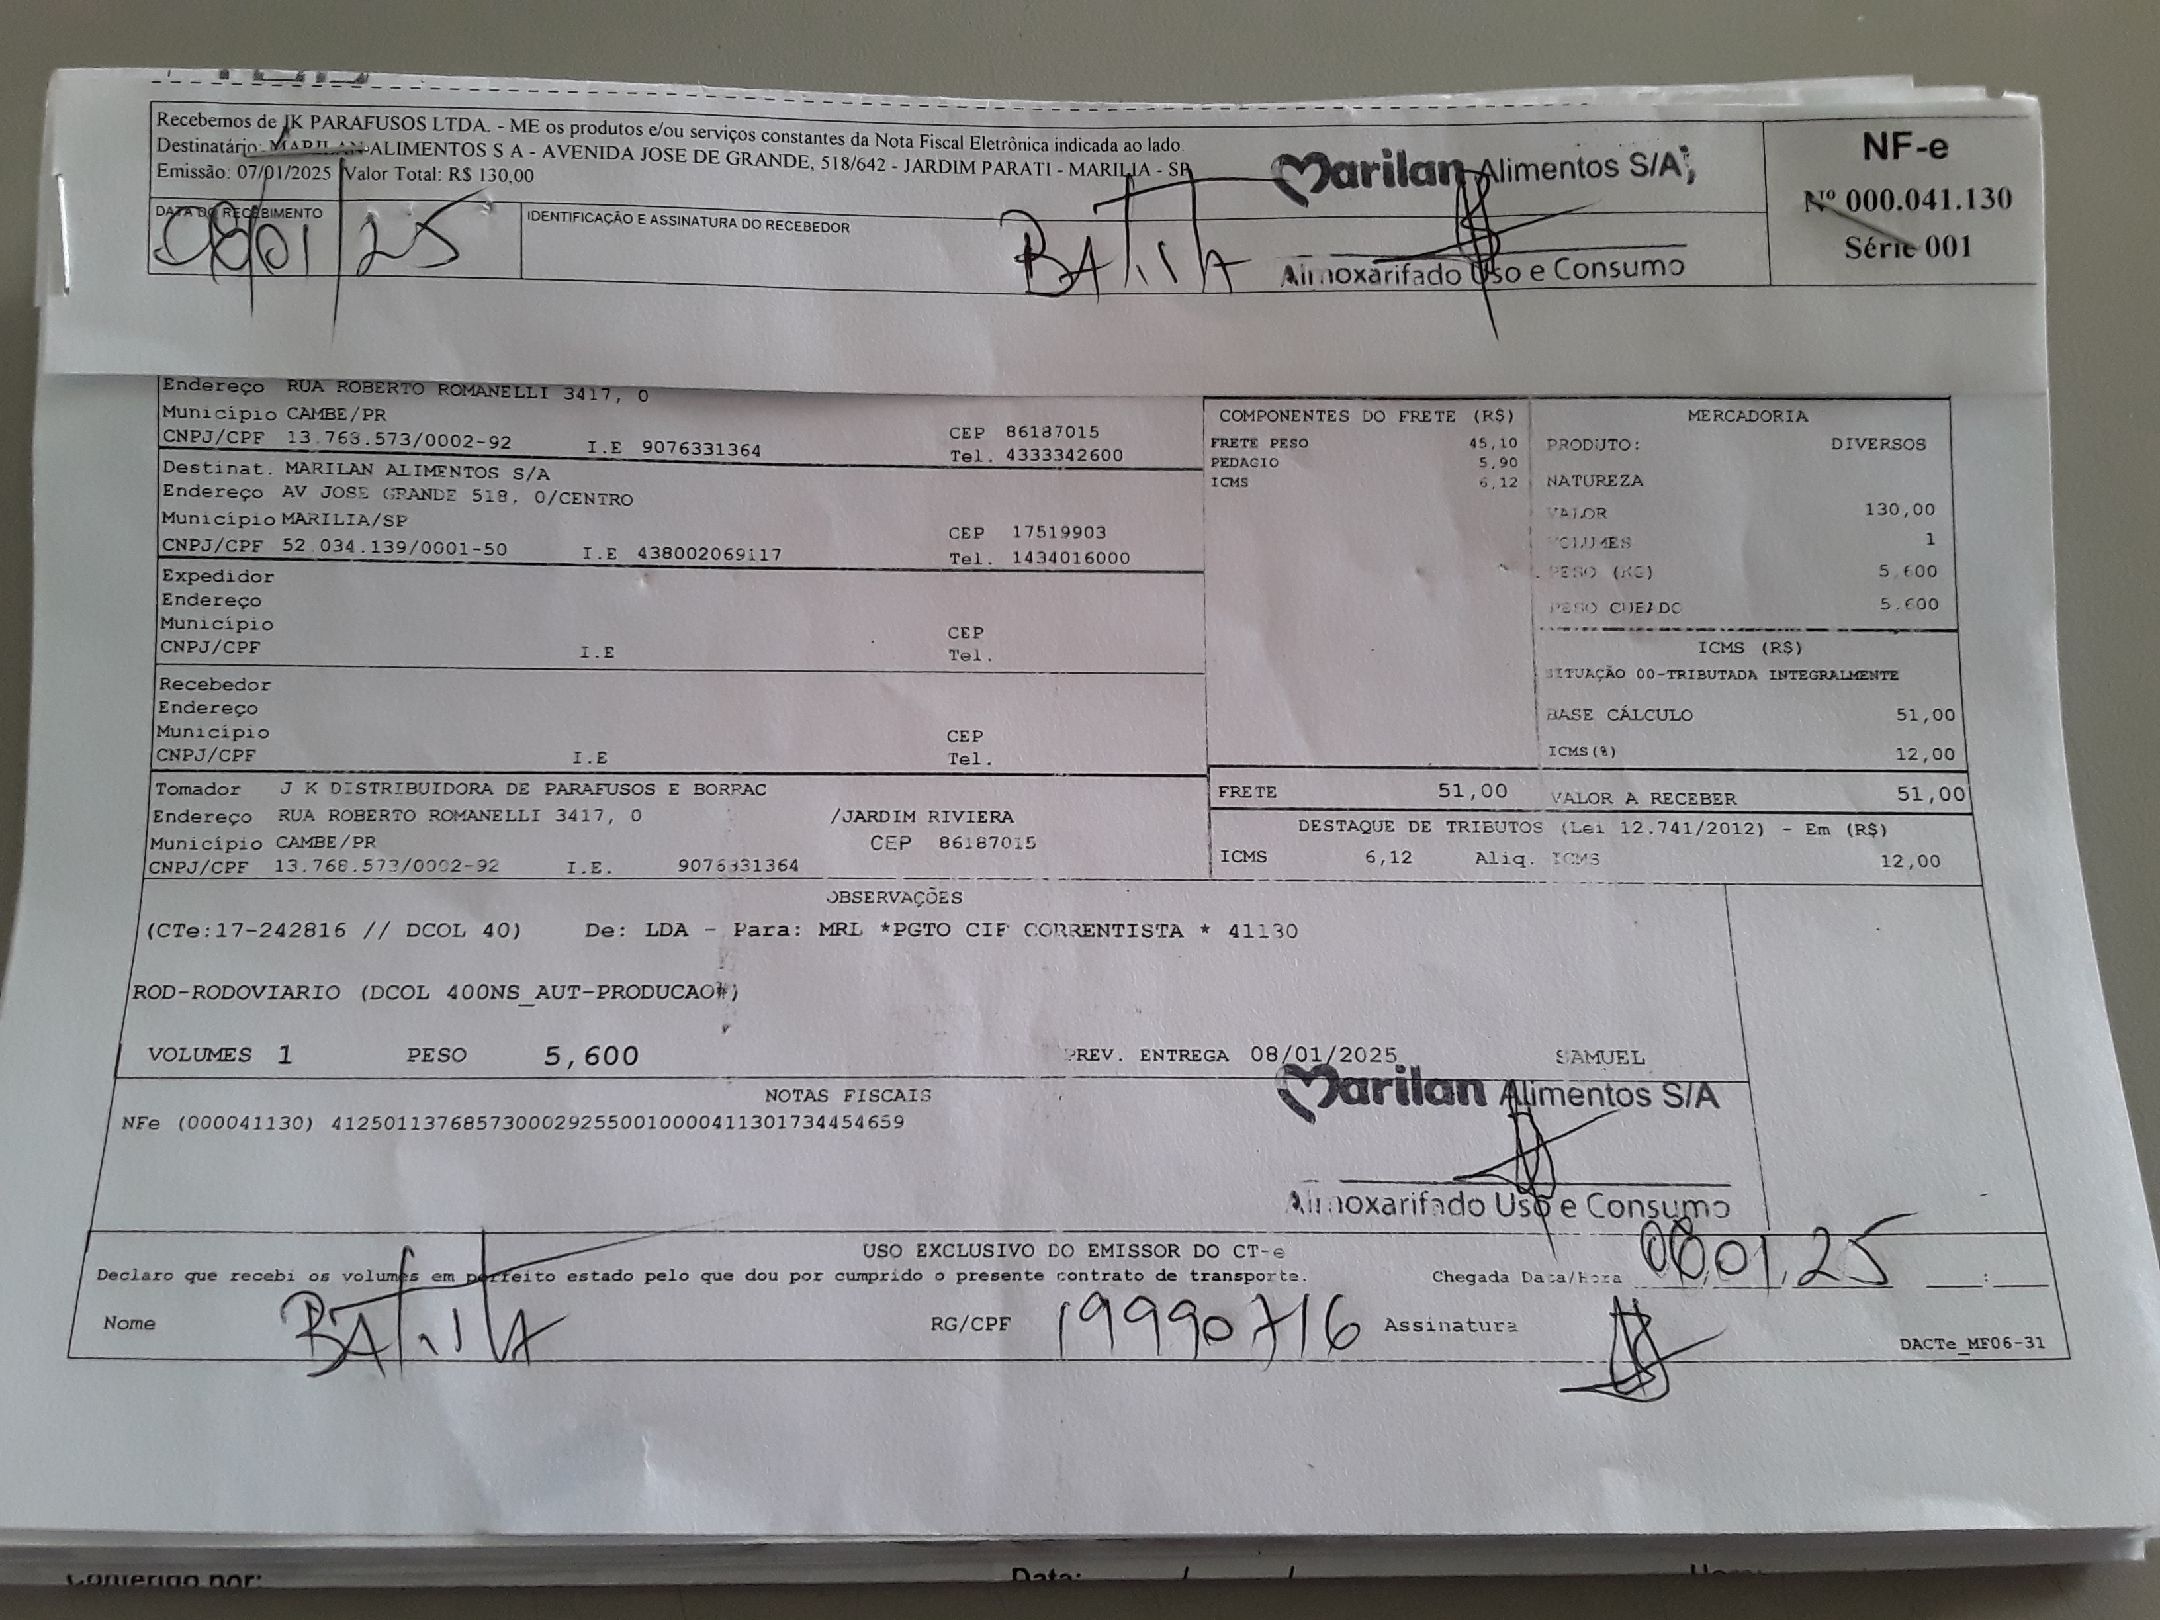 Recebemos de JK PARAFUSOS LTDA. - ME os produtos e/ou serviços constantes da Nota Fiscal Eletrônica indicada ao lado.
Destinatário: MARILAN ALIMENTOS S A - AVENIDA JOSE DE GRANDE, 518/642 - JARDIM PARATI - MARILIA - SP
Emissão: 07/01/2025 Valor Total: R$ 130,00
DATA DO RECEBIMENTO
08/01/25
IDENTIFICAÇÃO E ASSINATURA DO RECEBEDOR
Marilan Alimentos S/A
Almoxarifado Uso e Consumo
NF-e
Nº 000.041.130
Série 001
Endereço RUA ROBERTO ROMANELLI 3417, 0
Município CAMBE/PR CEP 86187015
CNPJ/CPF 13.768.573/0002-92 I.E 9076331364 Tel. 4333342600
Destinat. MARILAN ALIMENTOS S/A
Endereço AV JOSE GRANDE 518, 0/CENTRO
Município MARILIA/SP CEP 17519903
CNPJ/CPF 52.034.139/0001-50 I.E 438002069117 Tel. 1434016000
Expedidor
Endereço
Município CEP
CNPJ/CPF I.E Tel.
Recebedor
Endereço
Município CEP
CNPJ/CPF I.E Tel.
Tomador J K DISTRIBUIDORA DE PARAFUSOS E BORRAC
Endereço RUA ROBERTO ROMANELLI 3417, 0 /JARDIM RIVIERA
Município CAMBE/PR CEP 86187015
CNPJ/CPF 13.768.573/0002-92 I.E. 9076331364
COMPONENTES DO FRETE (R$)
FRETE PESO 45,10
PEDAGIO 5,90
ICMS 6,12
MERCADORIA
PRODUTO: DIVERSOS
NATUREZA
VALOR 130,00
VOLUMES 1
PESO (KG) 5,600
PESO CUBADO 5.600
ICMS (R$)
SITUAÇÃO 00-TRIBUTADA INTEGRALMENTE
BASE CÁLCULO 51,00
ICMS(%) 12,00
FRETE 51,00 VALOR A RECEBER 51,00
DESTAQUE DE TRIBUTOS (Lei 12.741/2012) - Em (R$)
ICMS 6,12 Aliq. ICMS 12,00
OBSERVAÇÕES
(CTe:17-242816 // DCOL 40) De: LDA - Para: MRL *PGTO CIF CORRENTISTA * 41130
ROD-RODOVIARIO (DCOL 400NS_AUT-PRODUCAO#)
VOLUMES 1 PESO 5,600 PREV. ENTREGA 08/01/2025 SAMUEL
NOTAS FISCAIS
NFe (000041130) 41250113768573000292550010000411301734454659
Marilan Alimentos S/A
Almoxarifado Uso e Consumo
USO EXCLUSIVO DO EMISSOR DO CT-e
Declaro que recebi os volumes em perfeito estado pelo que dou por cumprido o presente contrato de transporte. Chegada Data/Hora 08,01,25 __:__
Nome RG/CPF 19990716 Assinatura
DACTe_MF06-31
Conferido por: Data: / /